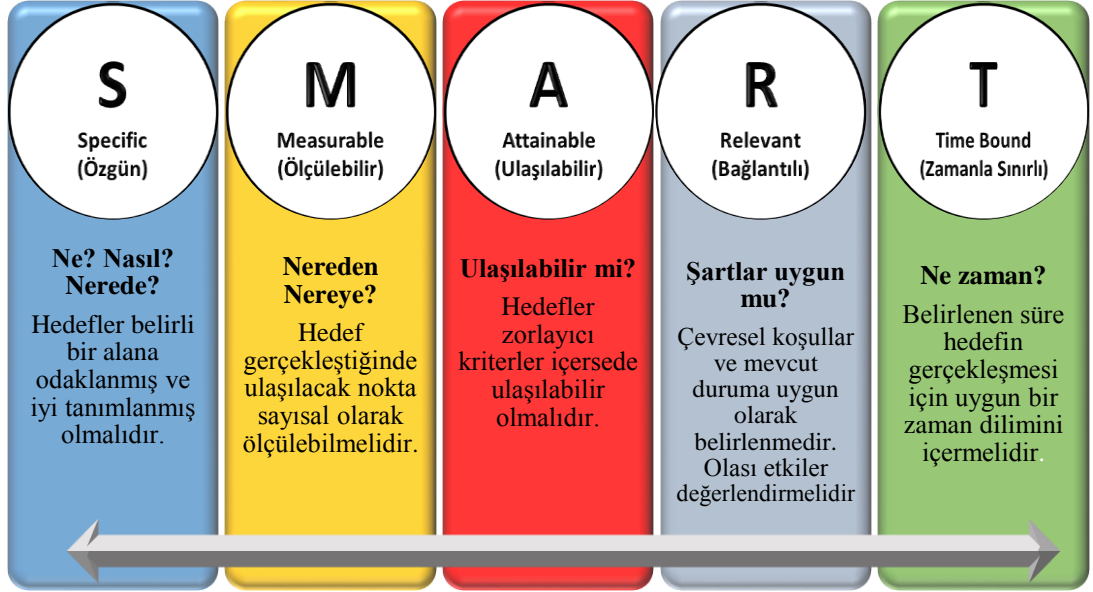 S
Specific
(Özgün)
Ne? Nasıl?
Nerede?
Hedefler belirli
bir alana
odaklanmış ve
iyi tanımlanmış
olmalıdır.
M
Measurable
(Ölçülebilir)
Nereden
Nereye?
Hedef
gerçekleştiğinde
ulaşılacak nokta
sayısal olarak
ölçülebilmelidir.
A
Attainable
(Ulaşılabilir)
Ulaşılabilir mi?
Hedefler
zorlayıcı
kriterler içersede
ulaşılabilir
olmalıdır.
R
Relevant
(Bağlantılı)
Şartlar uygun
mu?
Çevresel koşullar
ve mevcut
duruma uygun
olarak
belirlenmedir.
Olası etkiler
değerlendirmelidir
T
Time Bound
(Zamanla Sınırlı)
Ne zaman?
Belirlenen süre
hedefin
gerçekleşmesi
için uygun bir
zaman dilimini
içermelidir.